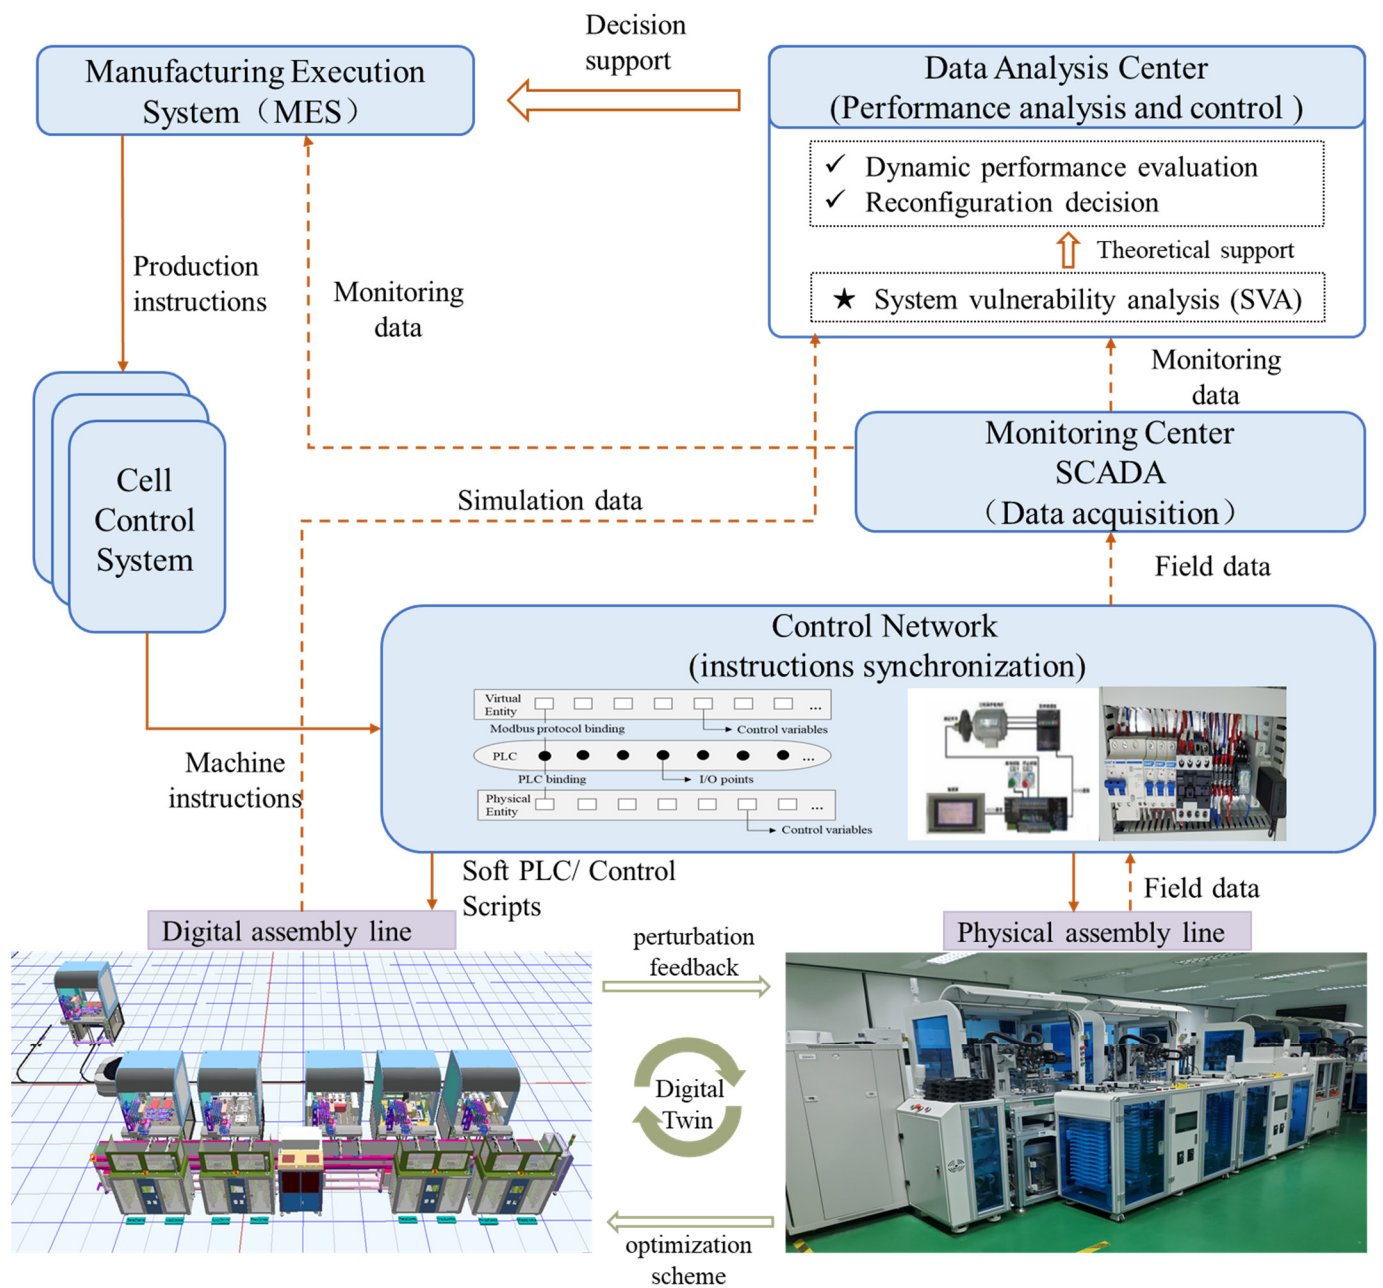 Decision
support
Manufacturing Execution
System（MES）
Data Analysis Center
(Performance analysis and control )
✓ Dynamic performance evaluation
✓ Reconfiguration decision
Theoretical support
★ System vulnerability analysis (SVA)
Production
instructions
Monitoring
data
Monitoring
data
Cell
Control
System
Monitoring Center
SCADA
（Data acquisition）
Simulation data
Field data
Control Network
(instructions synchronization)
Virtual
Entity
...
Modbus protocol binding
Control variables
PLC
...
PLC binding
I/O points
Physical
Entity
...
Control variables
Machine
instructions
Soft PLC/ Control
Scripts
Field data
Digital assembly line
Physical assembly line
perturbation
feedback
Digital
Twin
optimization
scheme